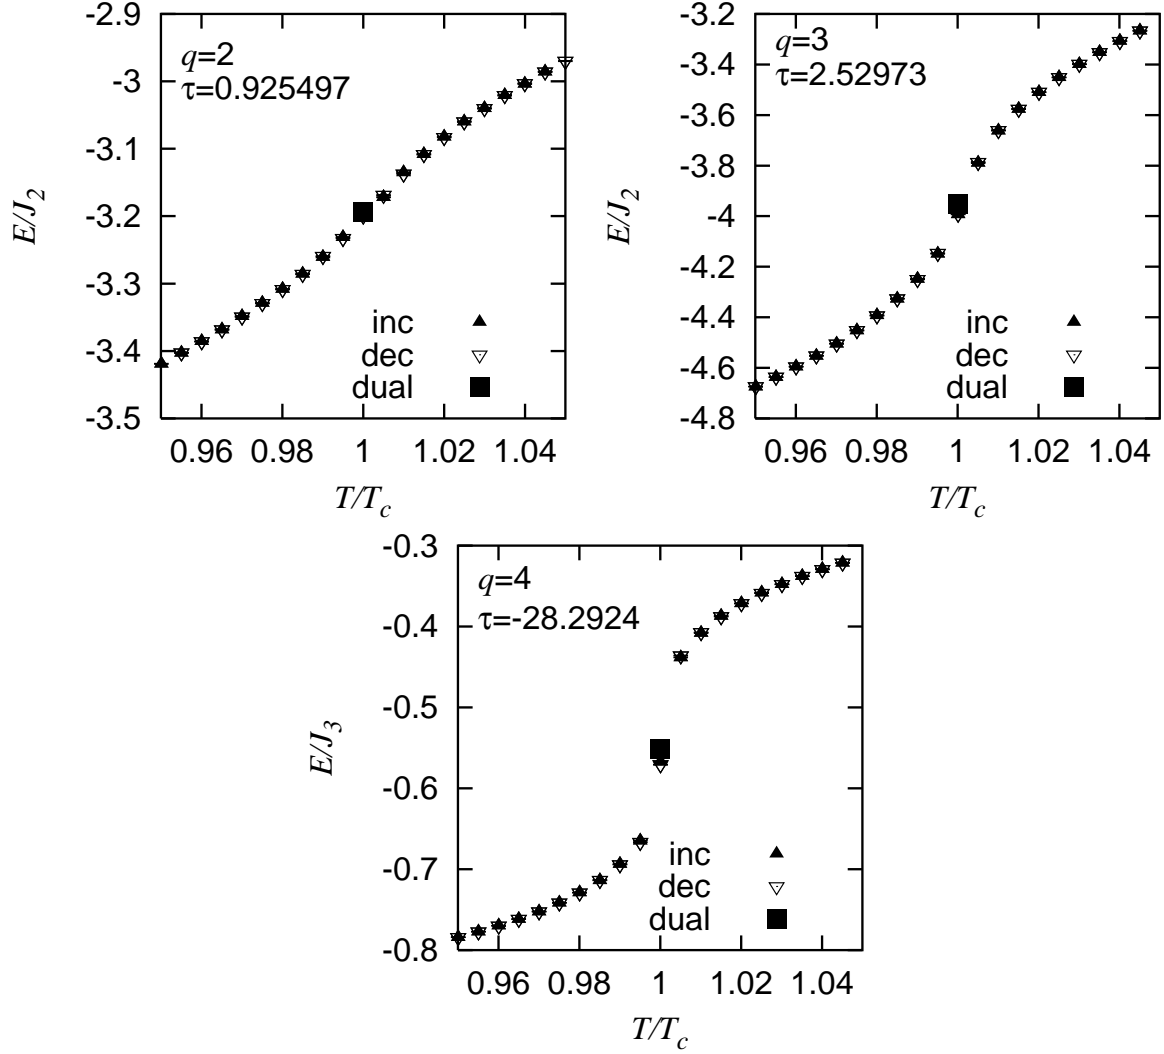 -2.9
-3
-3.1
-3.2
-3.3
-3.4
-3.5
E/J2
q=2
τ=0.925497
inc
dec
dual
0.96 0.98 1 1.02 1.04
T/Tc
-3.2
-3.4
-3.6
-3.8
-4
-4.2
-4.4
-4.6
-4.8
E/J2
q=3
τ=2.52973
inc
dec
dual
0.96 0.98 1 1.02 1.04
T/Tc
-0.3
-0.4
-0.5
-0.6
-0.7
-0.8
E/J3
q=4
τ=-28.2924
inc
dec
dual
0.96 0.98 1 1.02 1.04
T/Tc